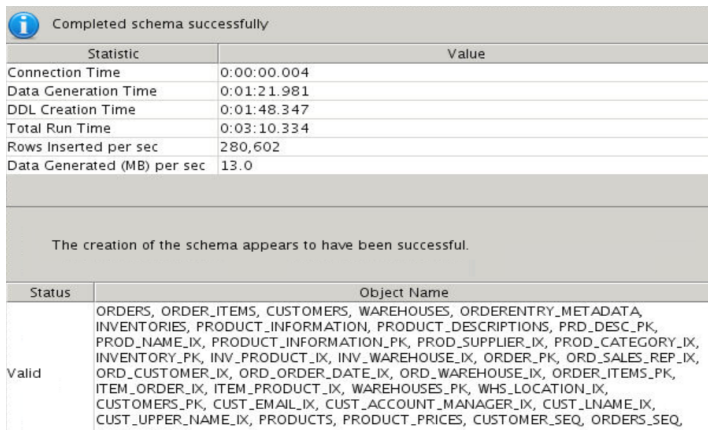 Completed schema successfully
Statistic Value
Connection Time 0:00:00.004
Data Generation Time 0:01:21.981
DDL Creation Time 0:01:48.347
Total Run Time 0:03:10.334
Rows Inserted per sec 280,602
Data Generated (MB) per sec 13.0
The creation of the schema appears to have been successful.
Status Object Name
ORDERS, ORDER_ITEMS, CUSTOMERS, WAREHOUSES, ORDERENTRY_METADATA,
INVENTORIES, PRODUCT_INFORMATION, PRODUCT_DESCRIPTIONS, PRD_DESC_PK,
PROD_NAME_IX, PRODUCT_INFORMATION_PK, PROD_SUPPLIER_IX, PROD_CATEGORY_IX,
INVENTORY_PK, INV_PRODUCT_IX, INV_WAREHOUSE_IX, ORDER_PK, ORD_SALES_REP_IX,
Valid ORD_CUSTOMER_IX, ORD_ORDER_DATE_IX, ORD_WAREHOUSE_IX, ORDER_ITEMS_PK,
ITEM_ORDER_IX, ITEM_PRODUCT_IX, WAREHOUSES_PK, WHS_LOCATION_IX,
CUSTOMERS_PK, CUST_EMAIL_IX, CUST_ACCOUNT_MANAGER_IX, CUST_LNAME_IX,
CUST_UPPER_NAME_IX, PRODUCTS, PRODUCT_PRICES, CUSTOMER_SEQ, ORDERS_SEQ,